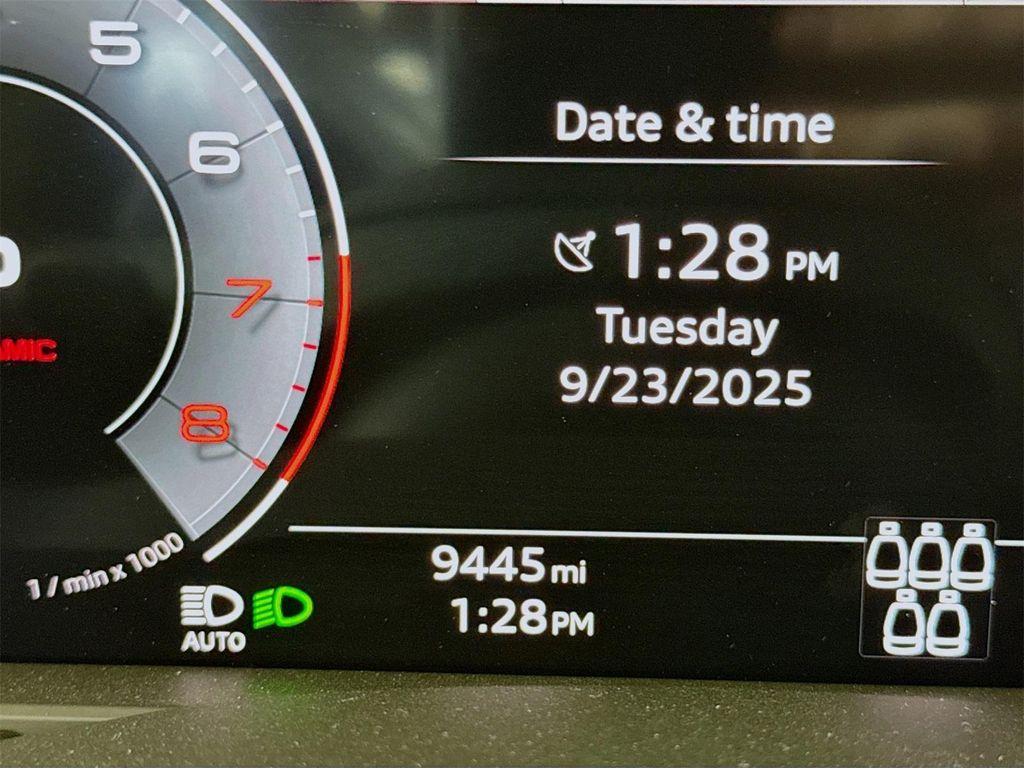 5
6
7
8
1 / min x 1000
AUTO
Date & time
1:28 PM
Tuesday
9/23/2025
9445 mi
1:28 PM